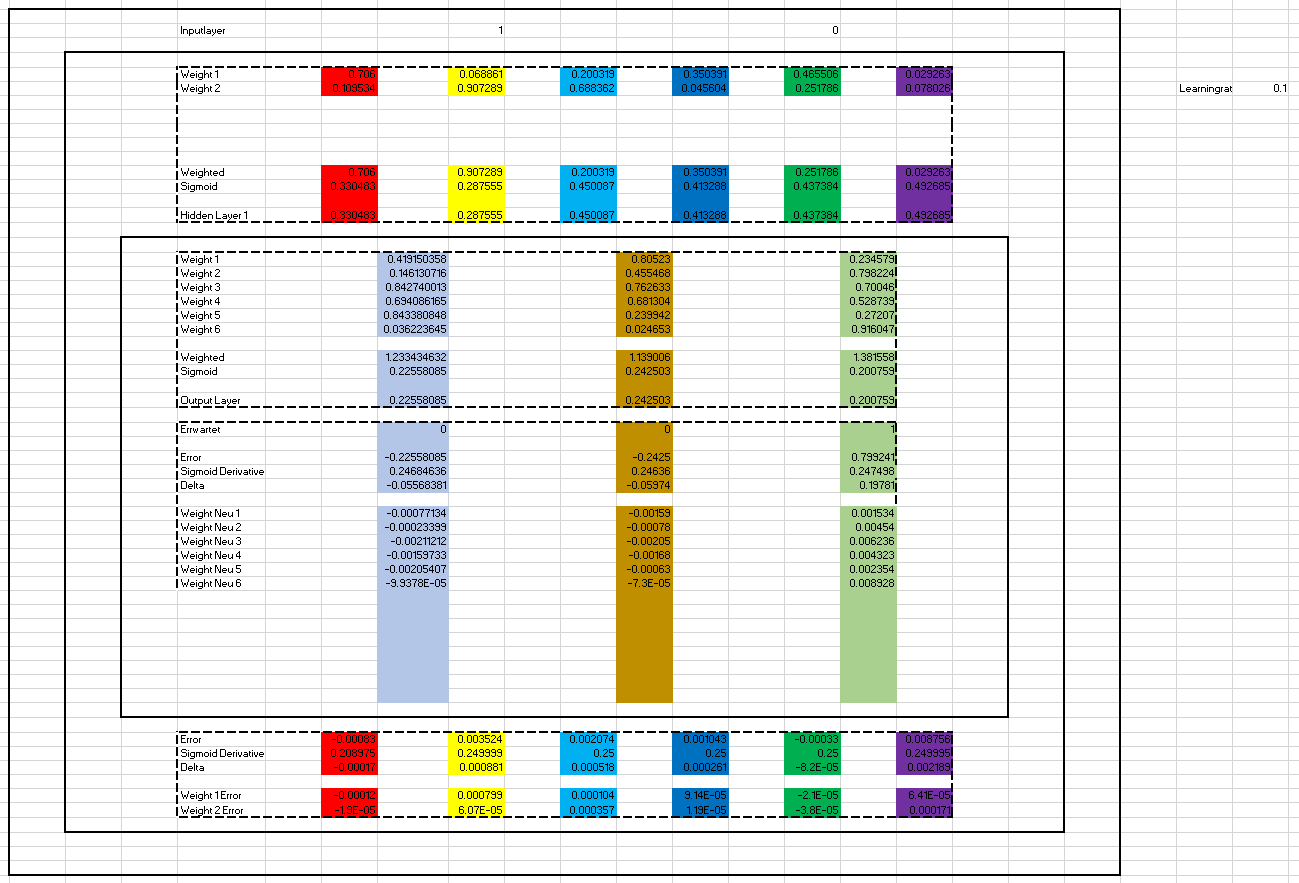 Inputlayer 1 0
Weight 1 0.706 0.068861 0.200319 0.350391 0.465506 0.029263
Weight 2 0.109534 0.907289 0.688362 0.045604 0.251786 0.078026
Learningrat 0.1
Weighted 0.706 0.907289 0.200319 0.350391 0.251786 0.029263
Sigmoid 0.330483 0.287555 0.450087 0.413288 0.437384 0.492685
Hidden Layer 1 0.330483 0.287555 0.450087 0.413288 0.437384 0.492685
Weight 1 0.419150358 0.80523 0.234579
Weight 2 0.146130716 0.455468 0.798224
Weight 3 0.842740013 0.762633 0.70046
Weight 4 0.694086165 0.681304 0.528739
Weight 5 0.843380848 0.239942 0.27207
Weight 6 0.036223645 0.024653 0.916047
Weighted 1.233434632 1.139006 1.381558
Sigmoid 0.22558085 0.242503 0.200759
Output Layer 0.22558085 0.242503 0.200759
Errwartet 0 0 1
Error -0.22558085 -0.2425 0.799241
Sigmoid Derivative 0.24684636 0.24636 0.247498
Delta -0.05568381 -0.05974 0.19781
Weight Neu 1 -0.00077134 -0.00159 0.001534
Weight Neu 2 -0.00023399 -0.00078 0.00454
Weight Neu 3 -0.00211212 -0.00205 0.006236
Weight Neu 4 -0.00159733 -0.00168 0.004323
Weight Neu 5 -0.00205407 -0.00063 0.002354
Weight Neu 6 -9.9378E-05 -7.3E-05 0.008928
Error -0.00083 0.003524 0.002074 0.001043 -0.00033 0.008756
Sigmoid Derivative 0.208975 0.249999 0.25 0.25 0.25 0.249995
Delta -0.00017 0.000881 0.000518 0.000261 -8.2E-05 0.002189
Weight 1 Error -0.00012 0.000799 0.000104 9.14E-05 -2.1E-05 6.41E-05
Weight 2 Error -1.9E-05 6.07E-05 0.000357 1.19E-05 -3.8E-05 0.000171